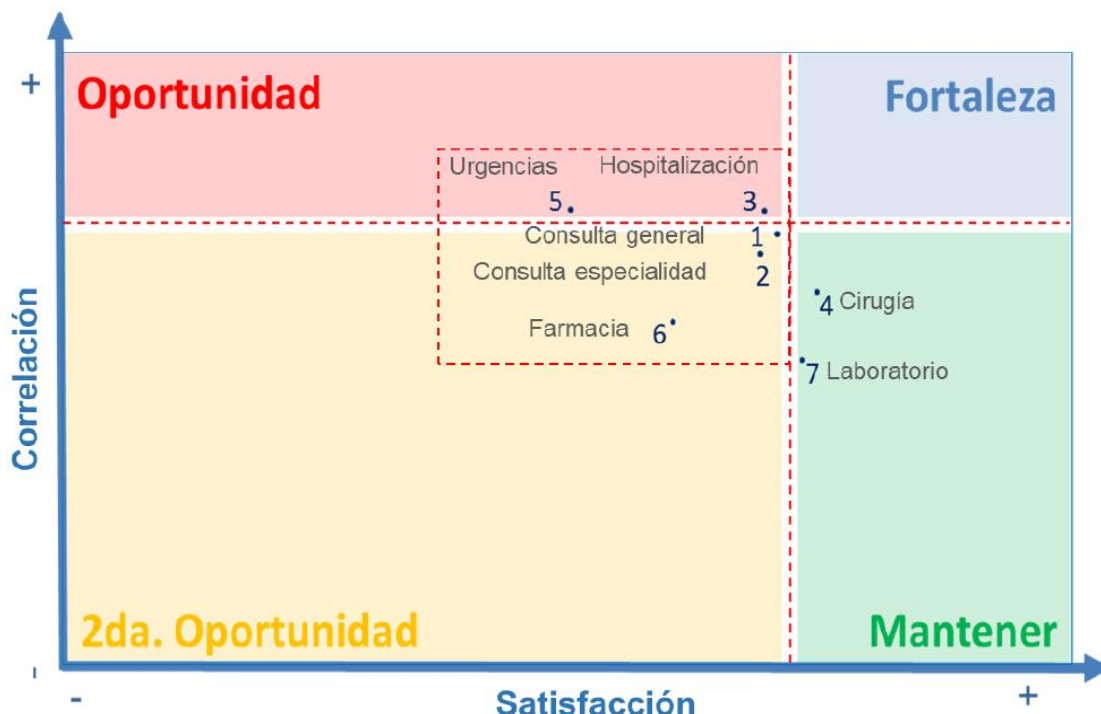 +
Oportunidad
Fortaleza
Urgencias
Hospitalización
5
3
Consulta general
1
Consulta especialidad
2
4 Cirugía
Farmacia
6
7 Laboratorio
Correlación
2da. Oportunidad
Mantener
-
-
Satisfacción
+